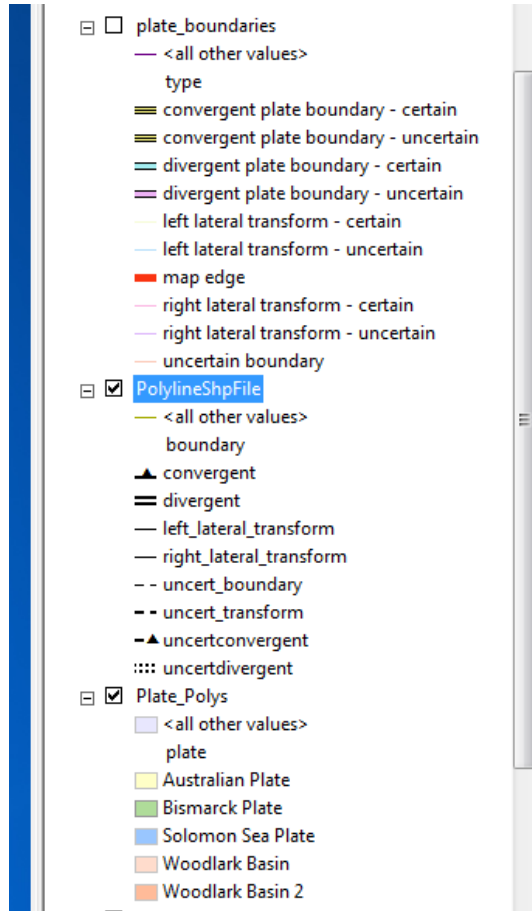 plate_boundaries
<all other values>
type
convergent plate boundary - certain
convergent plate boundary - uncertain
divergent plate boundary - certain
divergent plate boundary - uncertain
left lateral transform - certain
left lateral transform - uncertain
map edge
right lateral transform - certain
right lateral transform - uncertain
uncertain boundary
PolylineShpFile
<all other values>
boundary
convergent
divergent
left_lateral_transform
right_lateral_transform
uncert_boundary
uncert_transform
uncertconvergent
uncertdivergent
Plate_Polys
<all other values>
plate
Australian Plate
Bismarck Plate
Solomon Sea Plate
Woodlark Basin
Woodlark Basin 2